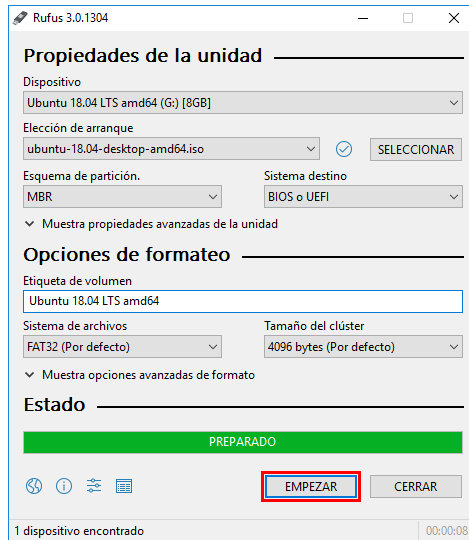 Rufus 3.0.1304
Propiedades de la unidad
Dispositivo
Ubuntu 18.04 LTS amd64 (G:) [8GB]
Elección de arranque
ubuntu-18.04-desktop-amd64.iso SELECCIONAR
Esquema de partición. Sistema destino
MBR BIOS o UEFI
Muestra propiedades avanzadas de la unidad
Opciones de formateo
Etiqueta de volumen
Ubuntu 18.04 LTS amd64
Sistema de archivos Tamaño del clúster
FAT32 (Por defecto) 4096 bytes (Por defecto)
Muestra opciones avanzadas de formato
Estado
PREPARADO
EMPEZAR CERRAR
1 dispositivo encontrado 00:00:08